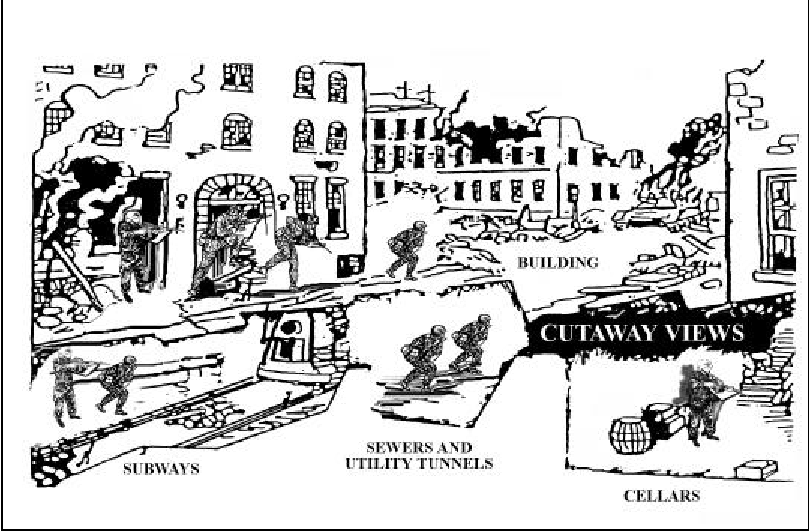 BUILDING
CUTAWAY VIEWS
SUBWAYS
SEWERS AND
UTILITY TUNNELS
CELLARS